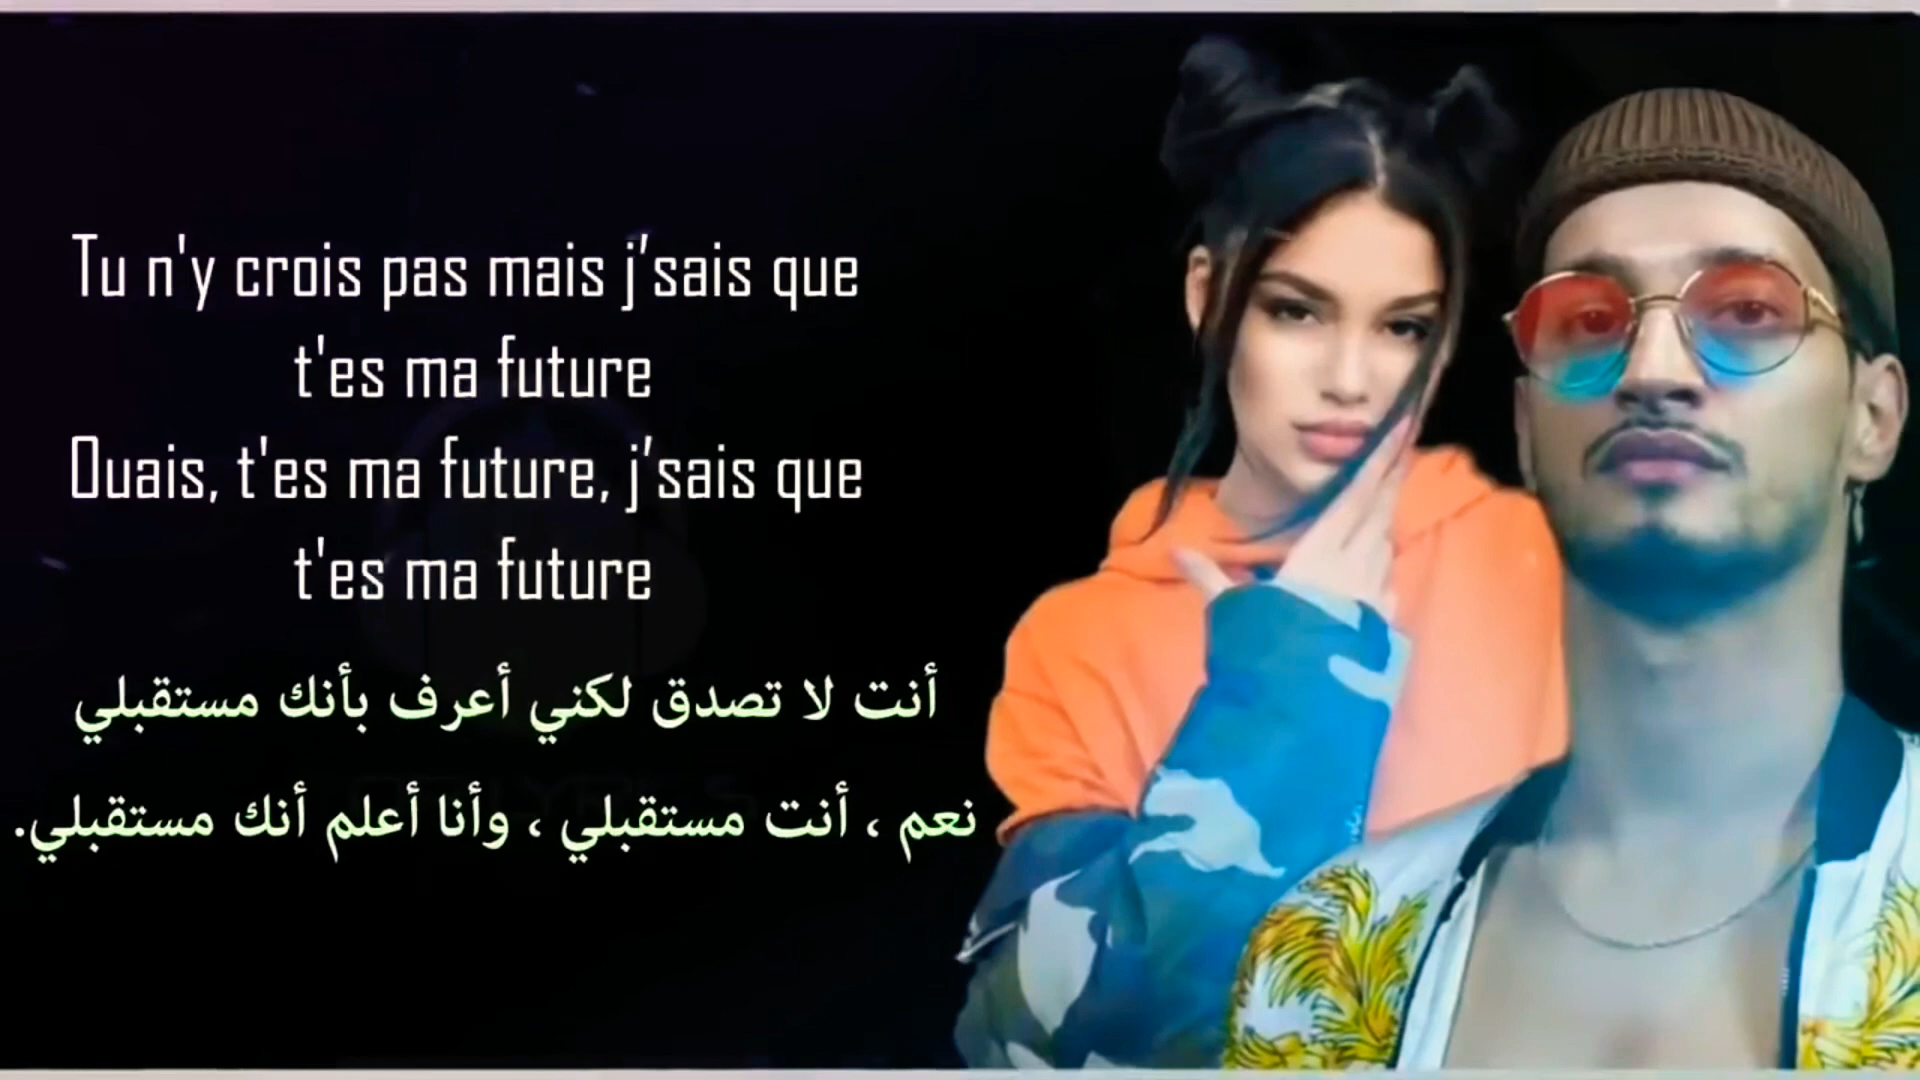 Tu n'y crois pas mais j'sais que
t'es ma future
Ouais, t'es ma future, j'sais que
t'es ma future
أنت لا تصدق لكني أعرف بأنك مستقبلي
نعم ، أنت مستقبلي ، وأنا أعلم أنك مستقبلي.